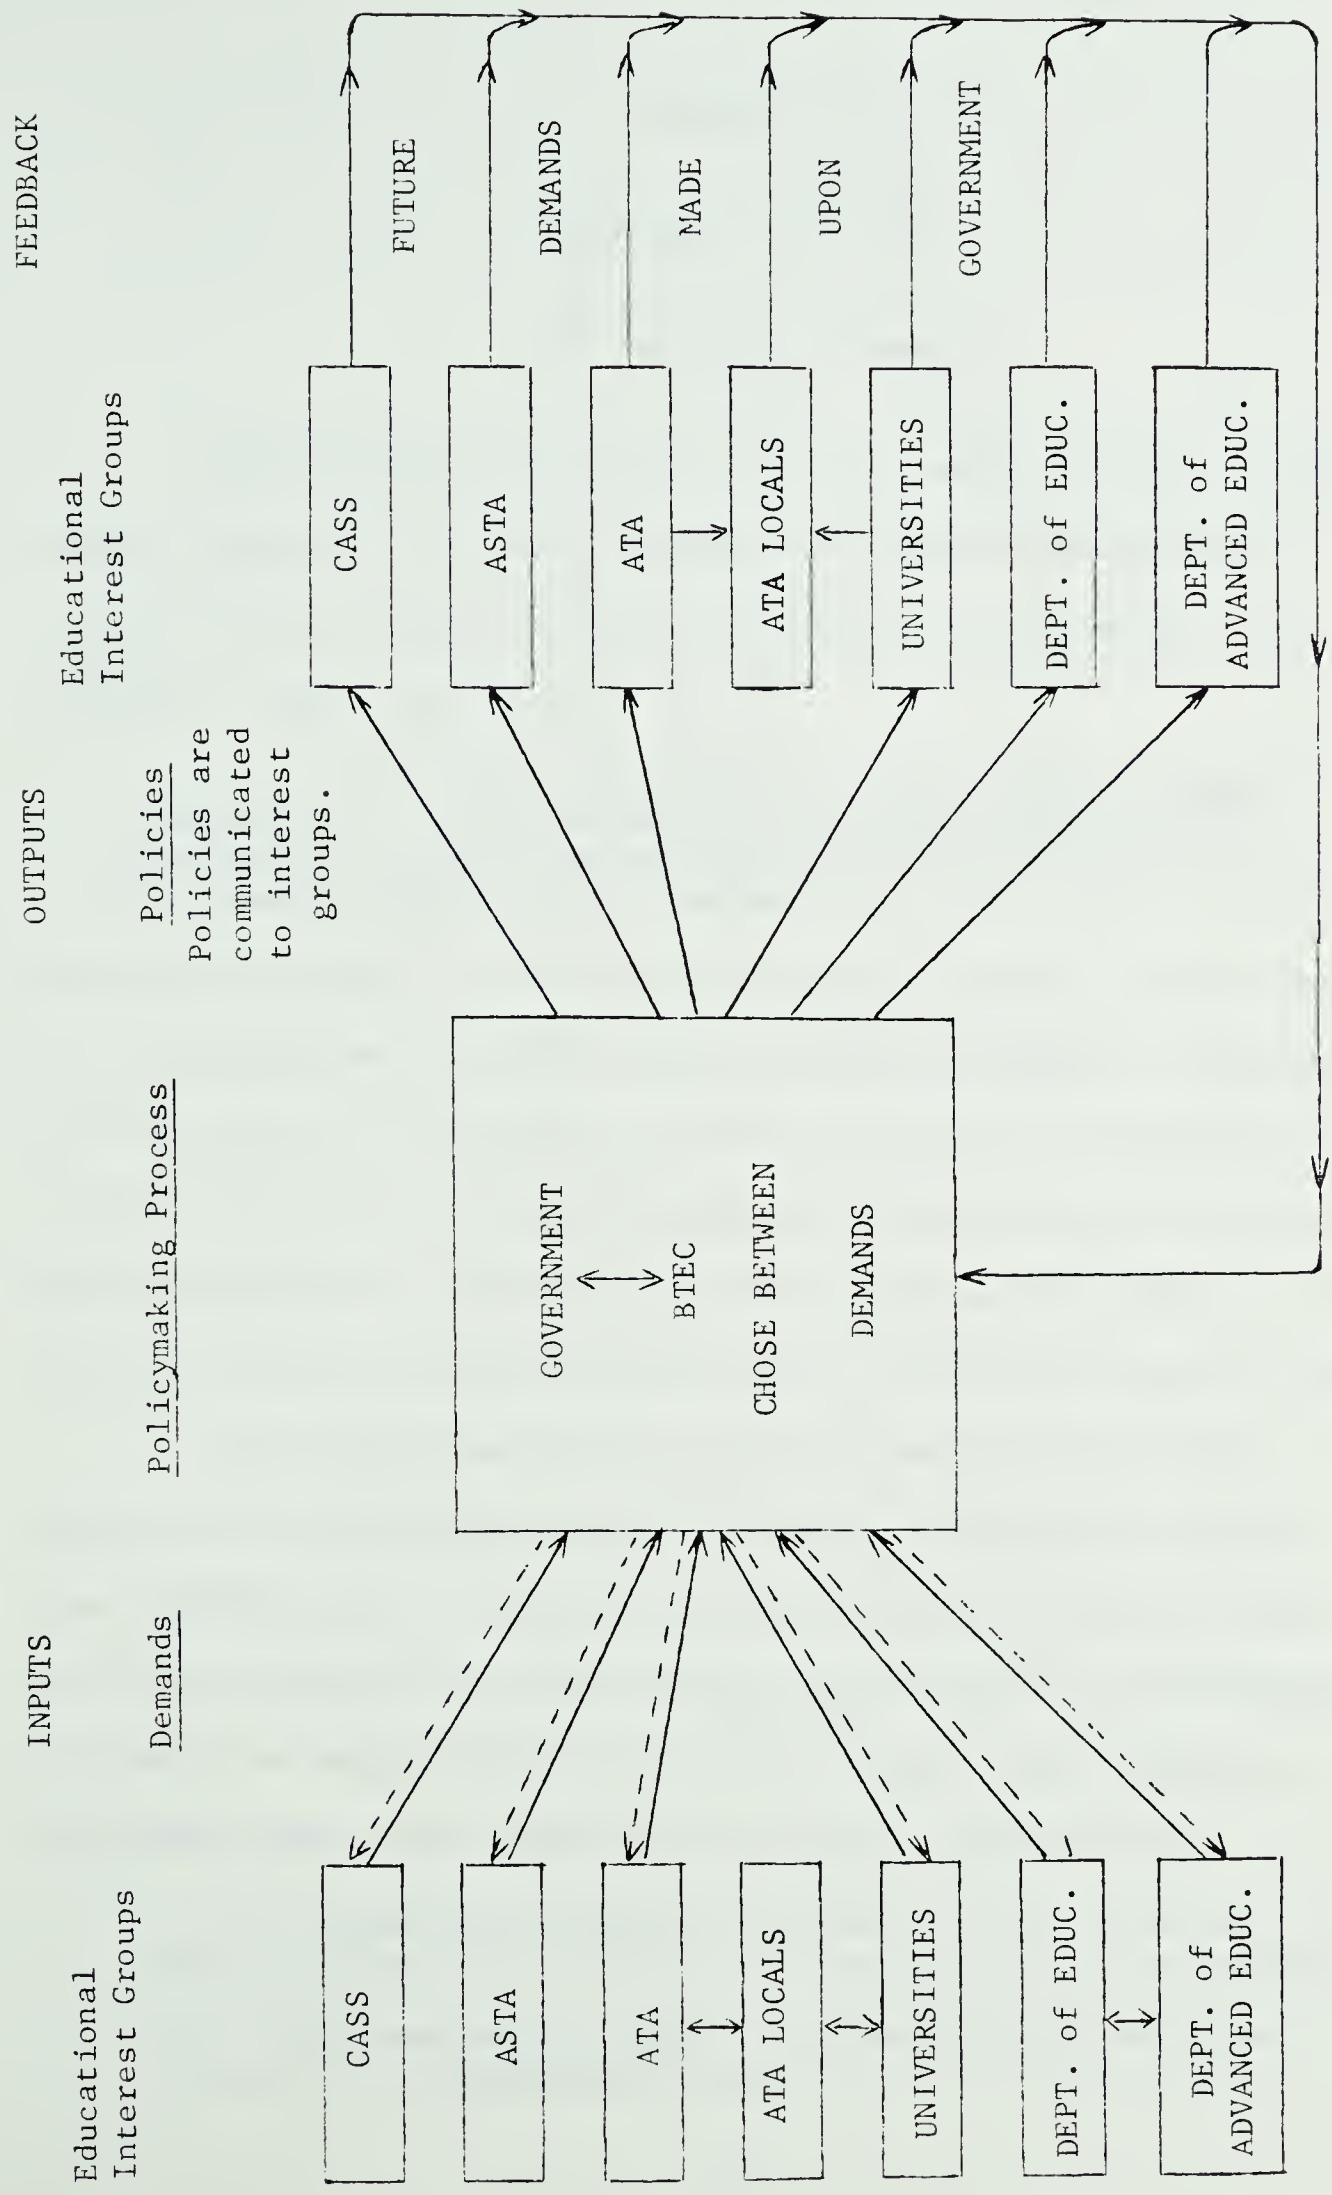 INPUTS
OUTPUTS
FEEDBACK
Educational
Interest Groups
Demands
Policymaking Process
Policies
Policies are
communicated
to interest
groups.
Educational
Interest Groups
CASS
ASTA
ATA
ATA LOCALS
UNIVERSITIES
DEPT. of EDUC.
DEPT. of
ADVANCED EDUC.
GOVERNMENT
BTEC
CHOSE BETWEEN
DEMANDS
CASS
ASTA
ATA
ATA LOCALS
UNIVERSITIES
DEPT. of EDUC.
DEPT. of
ADVANCED EDUC.
FUTURE
DEMANDS
MADE
UPON
GOVERNMENT